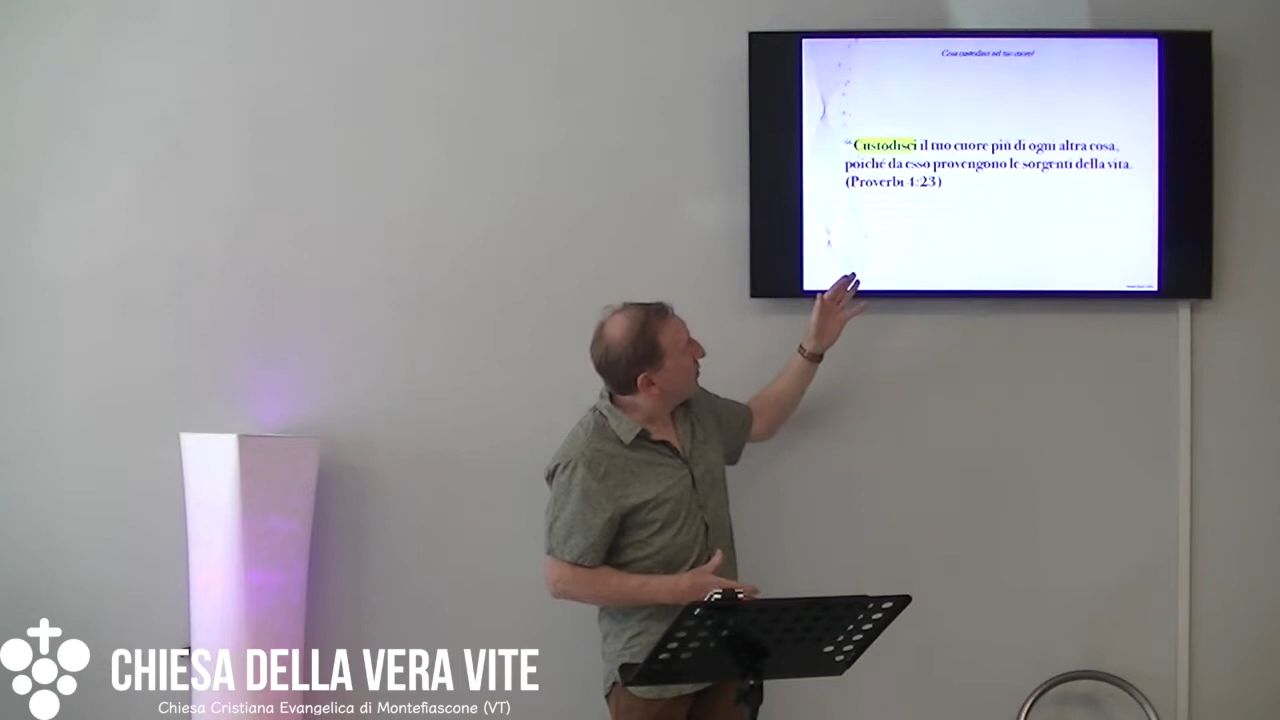 Cosa custodisci nel tuo cuore?
“Custodisci il tuo cuore più di ogni altra cosa,
poiché da esso provengono le sorgenti della vita.
(Proverbi 4:23)
CHIESA DELLA VERA VITE
Chiesa Cristiana Evangelica di Montefiascone (VT)